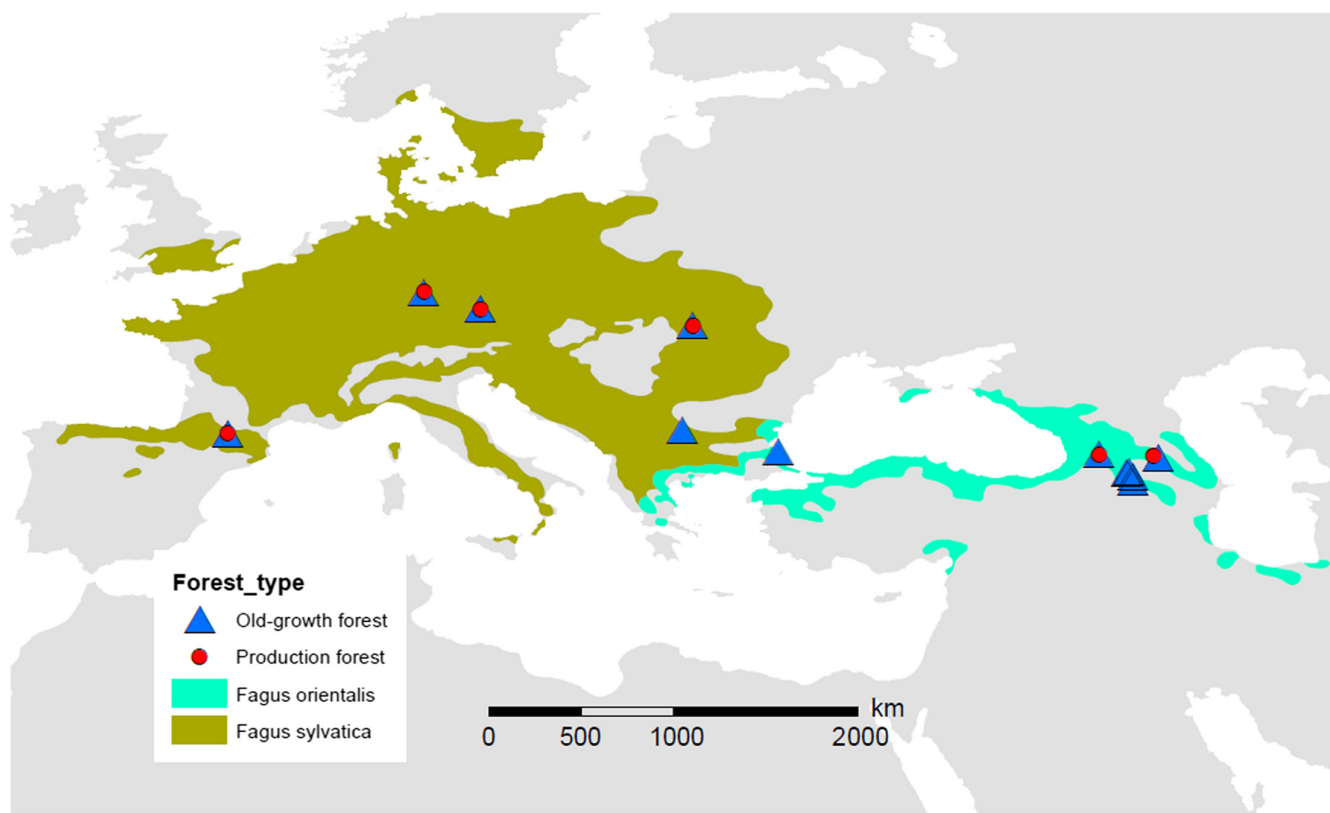 Forest_type
Old-growth forest
Production forest
Fagus orientalis
Fagus sylvatica
km
0 500 1000 2000